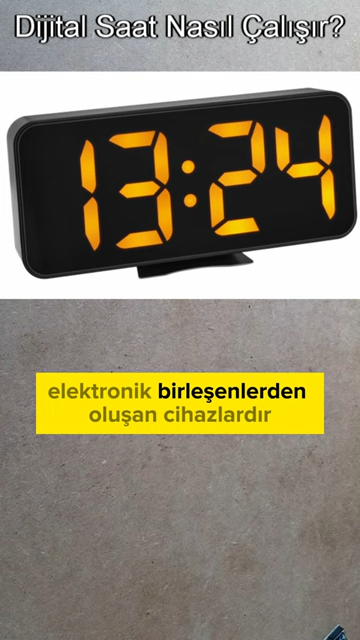 Dijital Saat Nasıl Çalışır?
13:24
elektronik birleşenlerden
oluşan cihazlardır